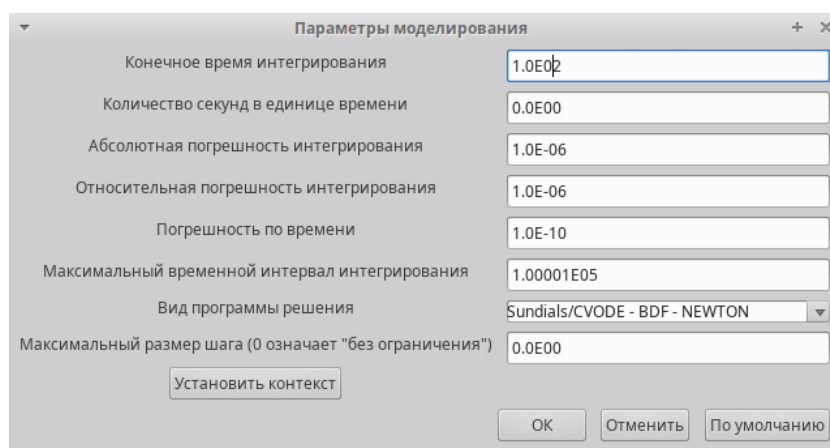 Параметры моделирования
Конечное время интегрирования 1.0E02
Количество секунд в единице времени 0.0E00
Абсолютная погрешность интегрирования 1.0E-06
Относительная погрешность интегрирования 1.0E-06
Погрешность по времени 1.0E-10
Максимальный временной интервал интегрирования 1.00001E05
Вид программы решения Sundials/CVODE - BDF - NEWTON
Максимальный размер шага (0 означает "без ограничения") 0.0E00
Установить контекст
ОК Отменить По умолчанию